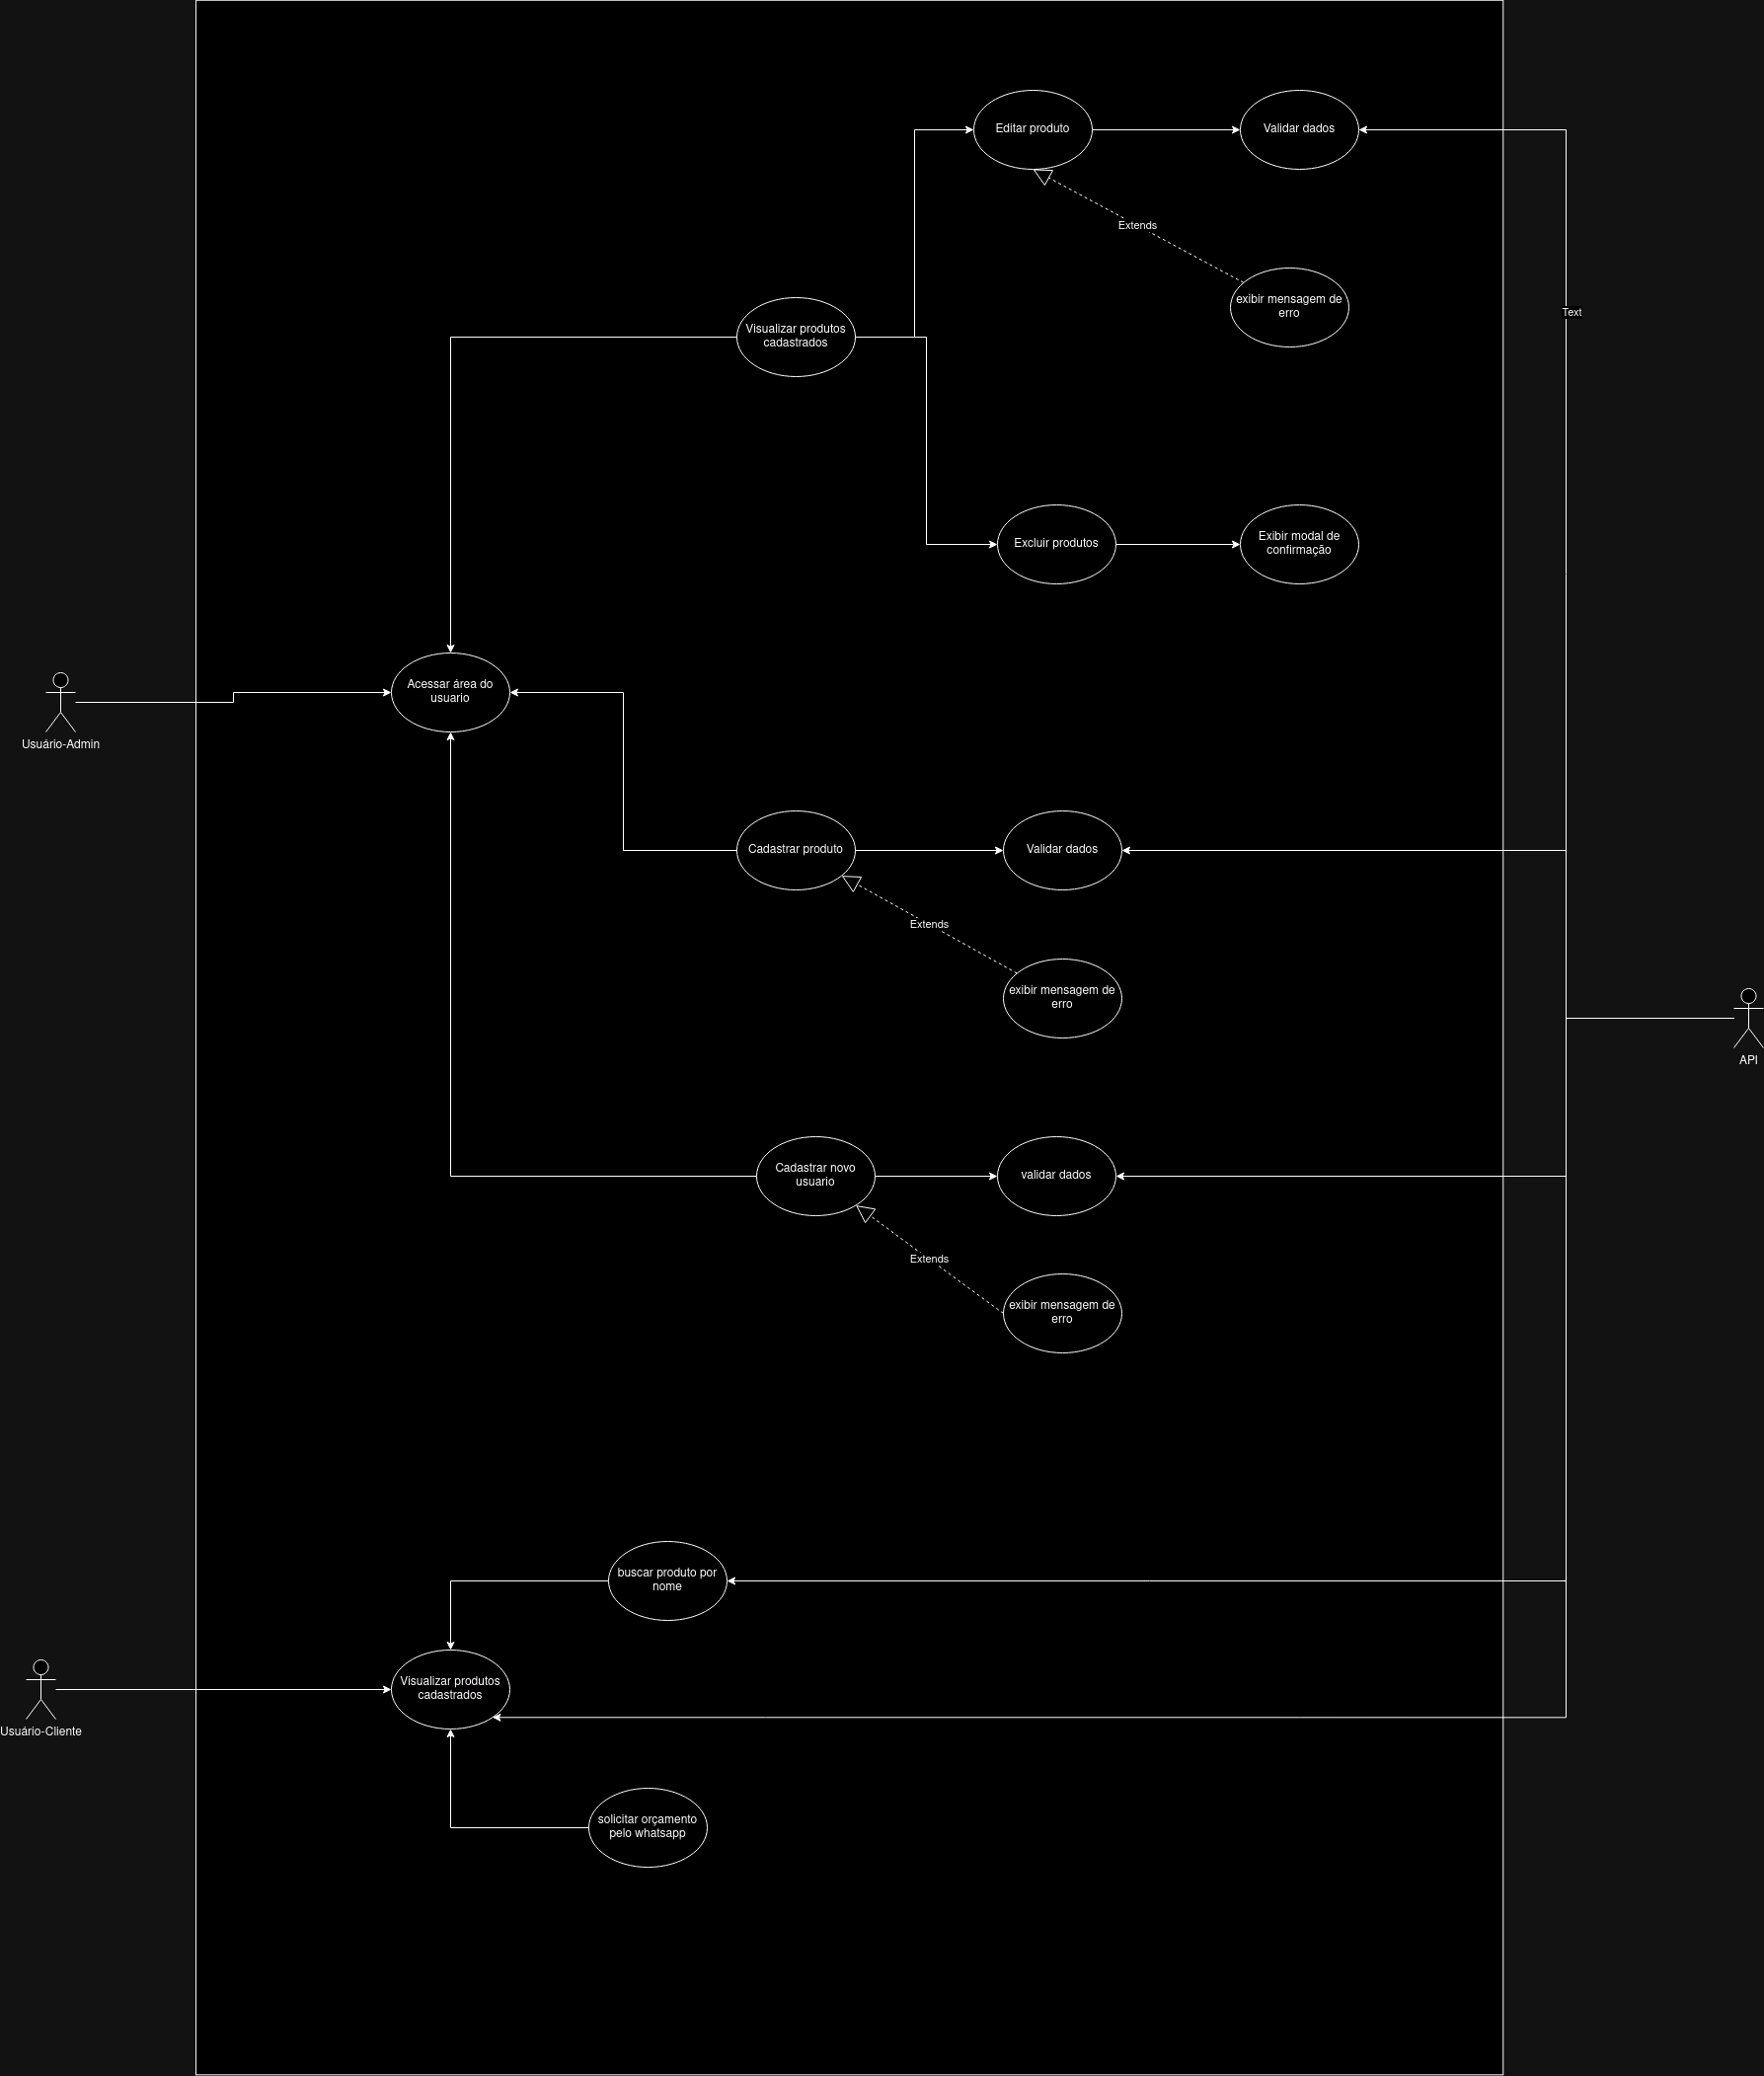 Editar produto
Validar dados
Extends
exibir mensagem de
erro
Text
Visualizar produtos
cadastrados
Excluir produtos
Exibir modal de
confirmação
Acessar área do
usuario
Usuário-Admin
Cadastrar produto
Validar dados
Extends
exibir mensagem de
erro
API
Cadastrar novo
usuario
validar dados
Extends
exibir mensagem de
erro
buscar produto por
nome
Visualizar produtos
cadastrados
Usuário-Cliente
solicitar orçamento
pelo whatsapp